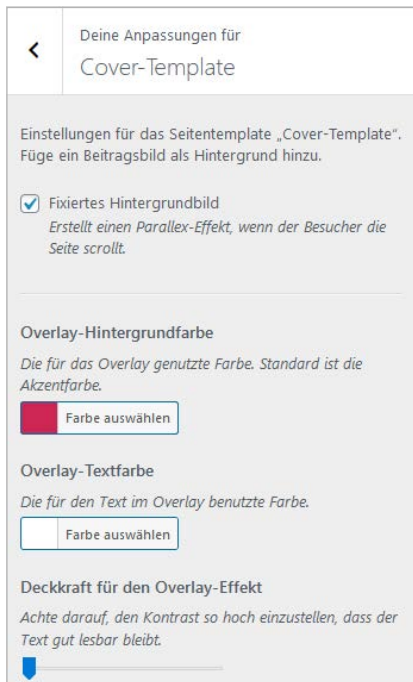 Deine Anpassungen für
Cover-Template
Einstellungen für das Seitentemplate „Cover-Template“.
Füge ein Beitragsbild als Hintergrund hinzu.
Fixiertes Hintergrundbild
Erstellt einen Parallex-Effekt, wenn der Besucher die
Seite scrollt.
Overlay-Hintergrundfarbe
Die für das Overlay genutzte Farbe. Standard ist die
Akzentfarbe.
Farbe auswählen
Overlay-Textfarbe
Die für den Text im Overlay benutzte Farbe.
Farbe auswählen
Deckkraft für den Overlay-Effekt
Achte darauf, den Kontrast so hoch einzustellen, dass der
Text gut lesbar bleibt.